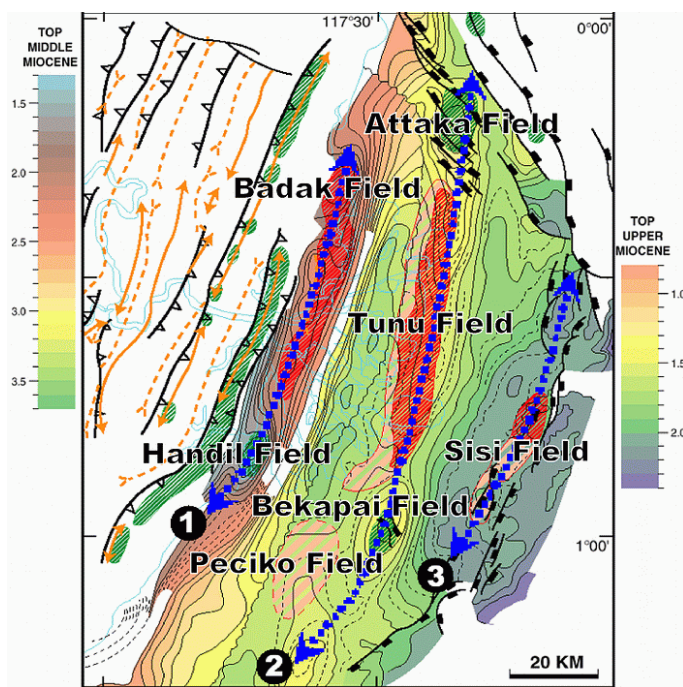 117°30'
0°00'
TOP
MIDDLE
MIOCENE
1.5
2.0
2.5
3.0
3.5
Attaka Field
Badak Field
TOP
UPPER
MIOCENE
1.0
1.5
2.0
Tunu Field
Handil Field
Sisi Field
Bekapai Field
1
1°00'
Peciko Field
3
2
20 KM